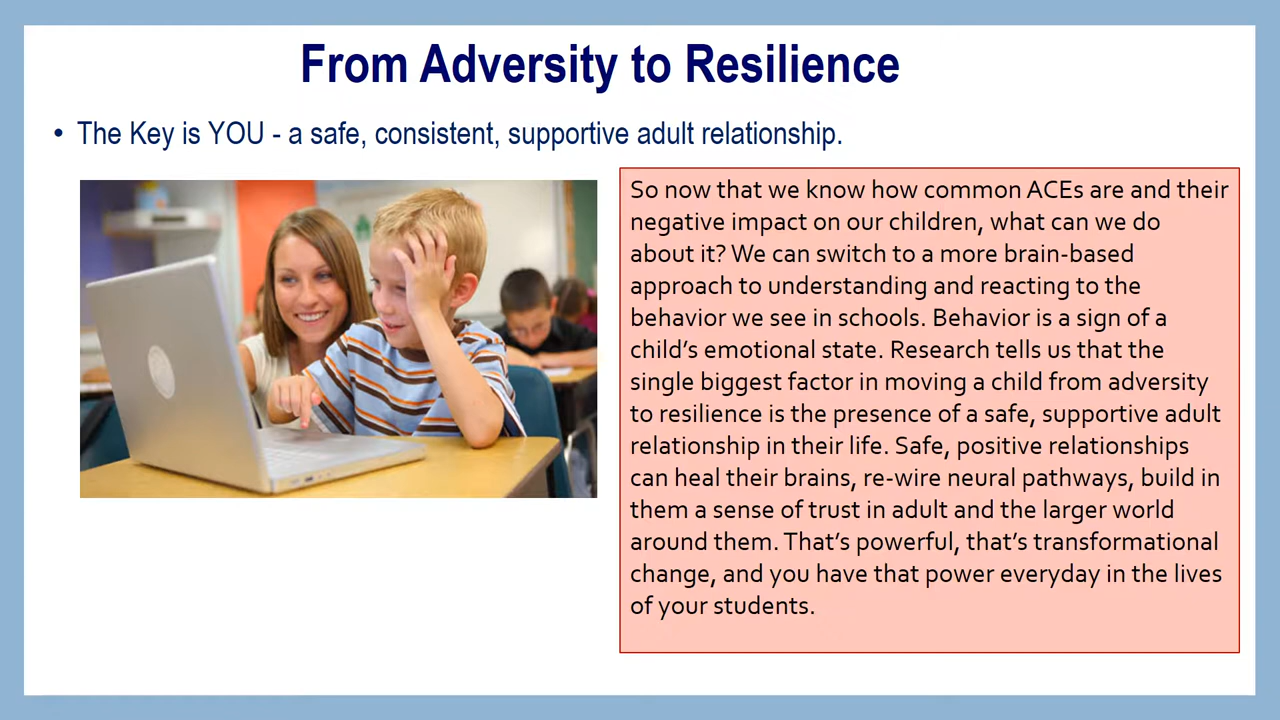 From Adversity to Resilience
• The Key is YOU - a safe, consistent, supportive adult relationship.
So now that we know how common ACEs are and their
negative impact on our children, what can we do
about it? We can switch to a more brain-based
approach to understanding and reacting to the
behavior we see in schools. Behavior is a sign of a
child's emotional state. Research tells us that the
single biggest factor in moving a child from adversity
to resilience is the presence of a safe, supportive adult
relationship in their life. Safe, positive relationships
can heal their brains, re-wire neural pathways, build in
them a sense of trust in adult and the larger world
around them. That's powerful, that's transformational
change, and you have that power everyday in the lives
of your students.